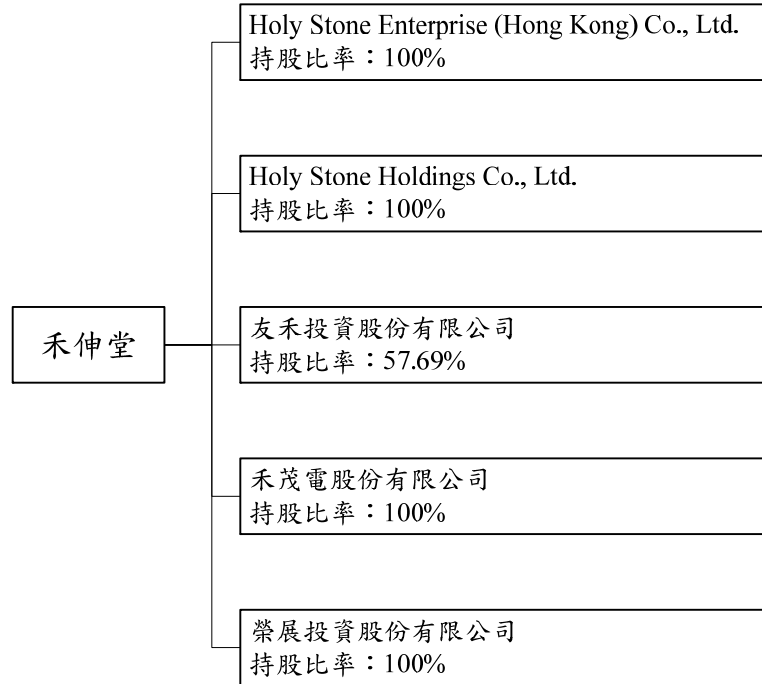 Holy Stone Enterprise (Hong Kong) Co., Ltd.
持股比率：100%
Holy Stone Holdings Co., Ltd.
持股比率：100%
禾伸堂
友禾投資股份有限公司
持股比率：57.69%
禾茂電股份有限公司
持股比率：100%
榮展投資股份有限公司
持股比率：100%